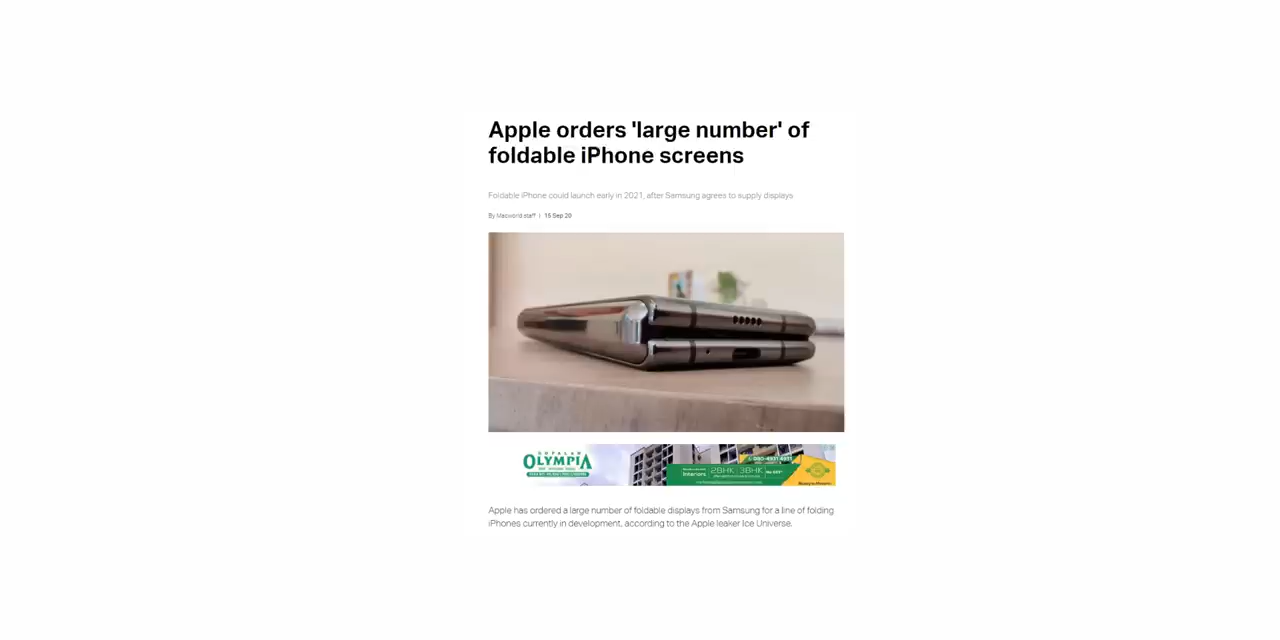 Apple orders 'large number' of
foldable iPhone screens
Foldable iPhone could launch early in 2021, after Samsung agrees to supply displays
By Macworld staff | 15 Sep 20
OLYMPIA
Interiors
2BHK 3BHK
Apple has ordered a large number of foldable displays from Samsung for a line of folding
iPhones currently in development, according to the Apple leaker Ice Universe.